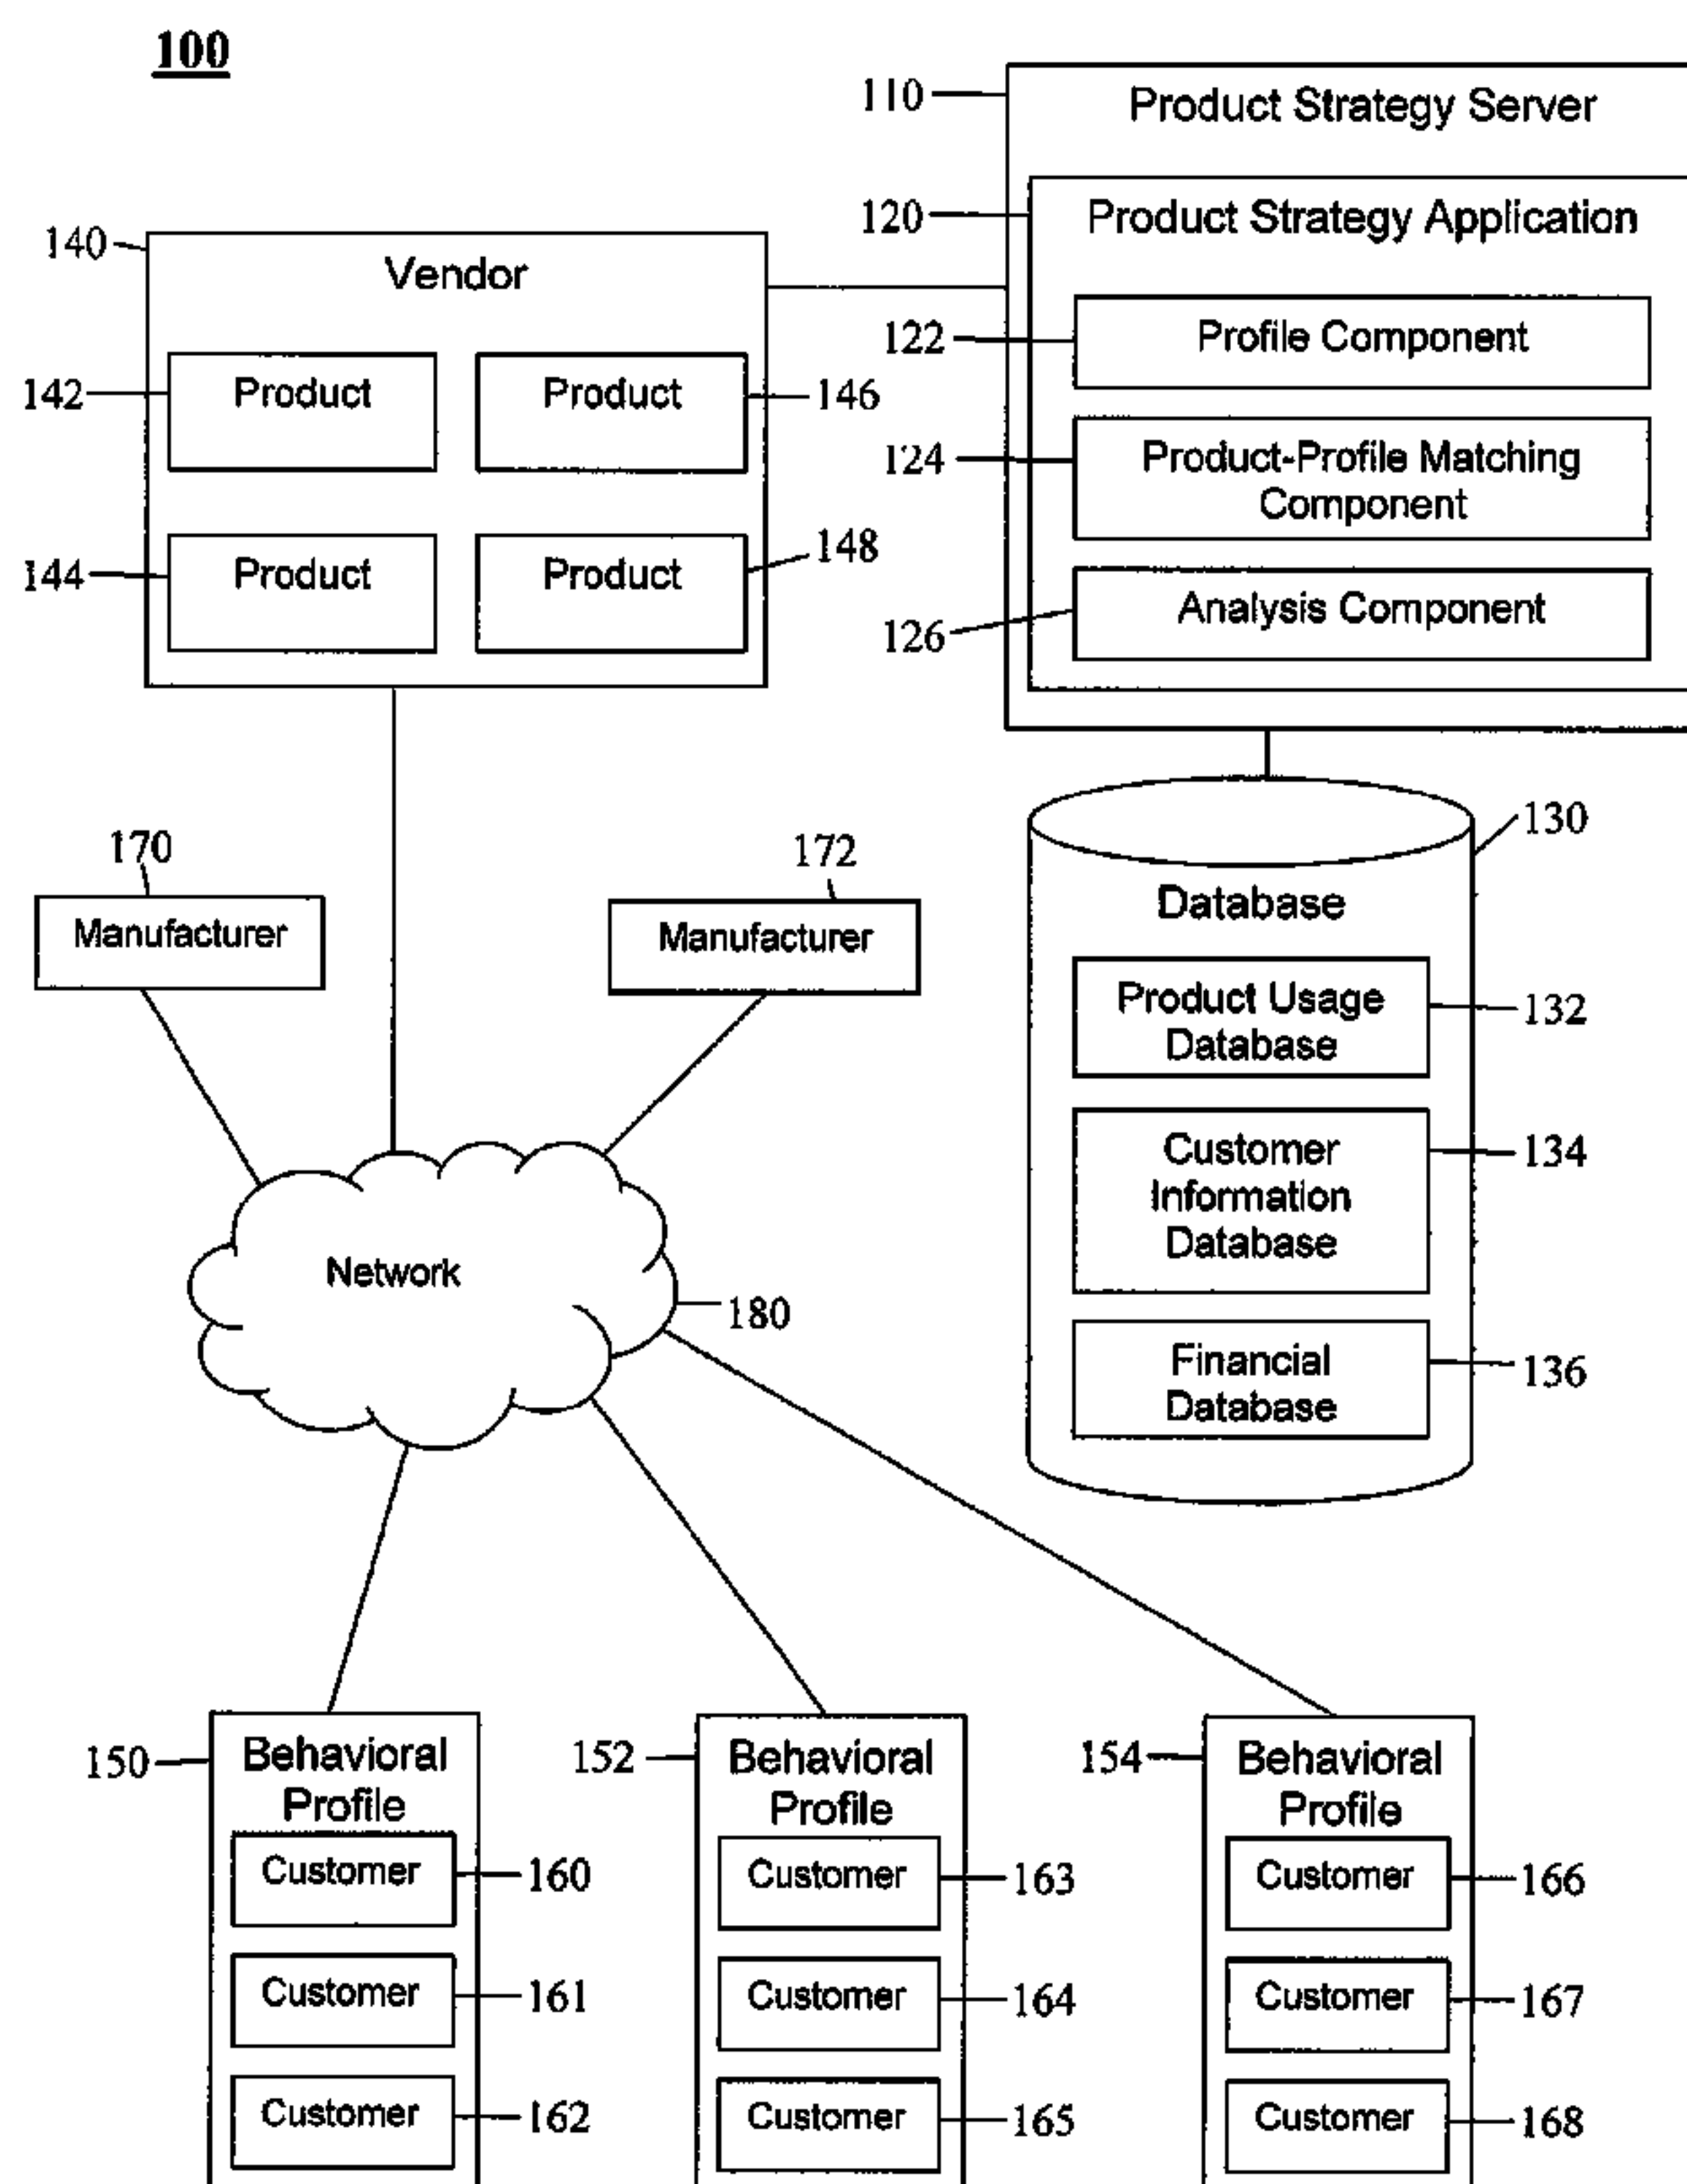 100
110
Product Strategy Server
120
Product Strategy Application
140
Vendor
122
Profile Component
142
Product
Product
146
124
Product-Profile Matching
Component
144
Product
Product
148
126
Analysis Component
170
Manufacturer
172
Manufacturer
130
Database
Product Usage
Database
132
Customer
Information
Database
134
Network
180
Financial
Database
136
150
Behavioral
Profile
Customer
160
Customer
161
Customer
162
152
Behavioral
Profile
Customer
163
Customer
164
Customer
165
154
Behavioral
Profile
Customer
166
Customer
167
Customer
168